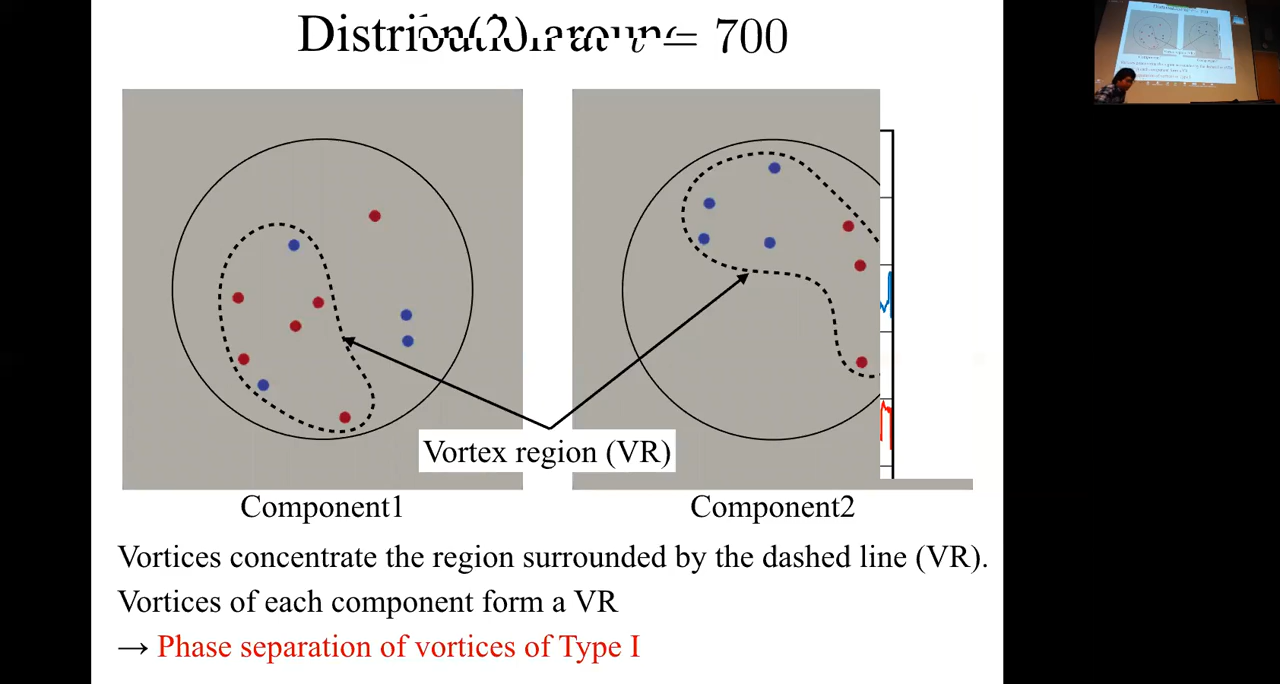 = 700
Vortex region (VR)
Component1
Component2
Vortices concentrate the region surrounded by the dashed line (VR).
Vortices of each component form a VR
→ Phase separation of vortices of Type I